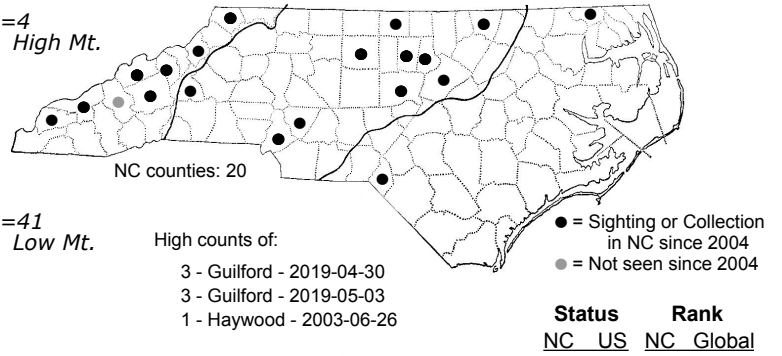 =4
High Mt.
NC counties: 20
=41
Low Mt.
High counts of:
3 - Guilford - 2019-04-30
3 - Guilford - 2019-05-03
1 - Haywood - 2003-06-26
= Sighting or Collection
in NC since 2004
= Not seen since 2004
Status Rank
NC US NC Global